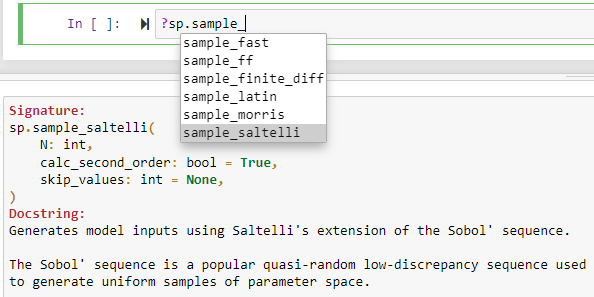 In [ ]: ?sp.sample_
sample_fast
sample_ff
sample_finite_diff
sample_latin
sample_morris
sample_saltelli
Signature:
sp.sample_saltelli(
    N: int,
    calc_second_order: bool = True,
    skip_values: int = None,
)
Docstring:
Generates model inputs using Saltelli's extension of the Sobol' sequence.
The Sobol' sequence is a popular quasi-random low-discrepancy sequence used
to generate uniform samples of parameter space.